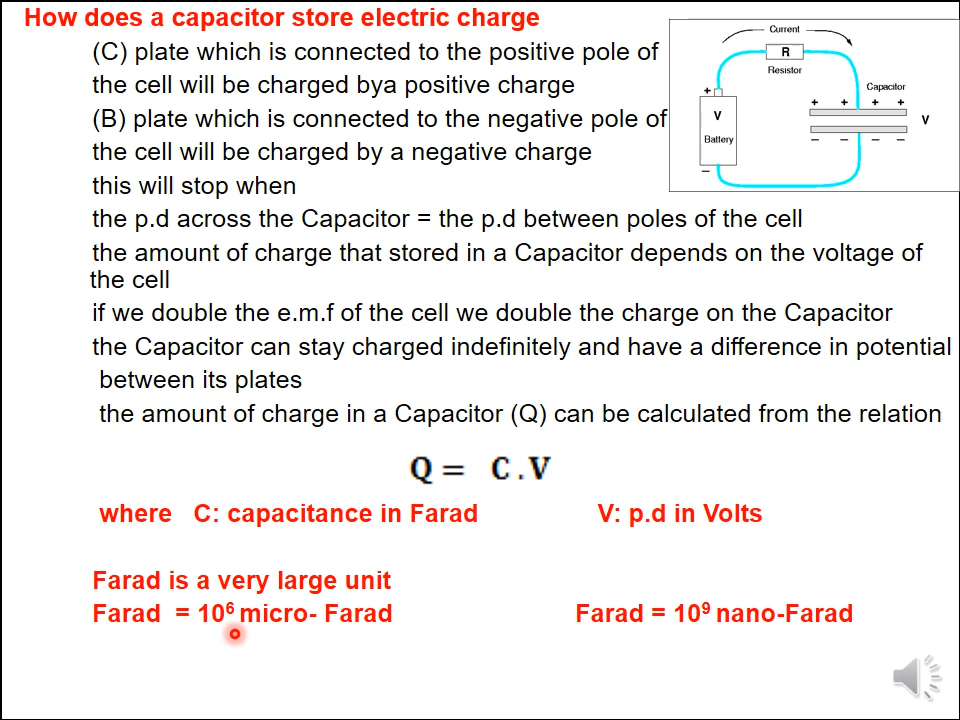 How does a capacitor store electric charge
(C) plate which is connected to the positive pole of
the cell will be charged bya positive charge
(B) plate which is connected to the negative pole of
the cell will be charged by a negative charge
this will stop when
the p.d across the Capacitor = the p.d between poles of the cell
the amount of charge that stored in a Capacitor depends on the voltage of
the cell
if we double the e.m.f of the cell we double the charge on the Capacitor
the Capacitor can stay charged indefinitely and have a difference in potential
between its plates
the amount of charge in a Capacitor (Q) can be calculated from the relation
Q = C.V
where C: capacitance in Farad V: p.d in Volts
Farad is a very large unit
Farad = 10⁶ micro- Farad Farad = 10⁹ nano-Farad
Current
R
Resistor
Capacitor
+ + + + +
V V
Battery
− − − −
−